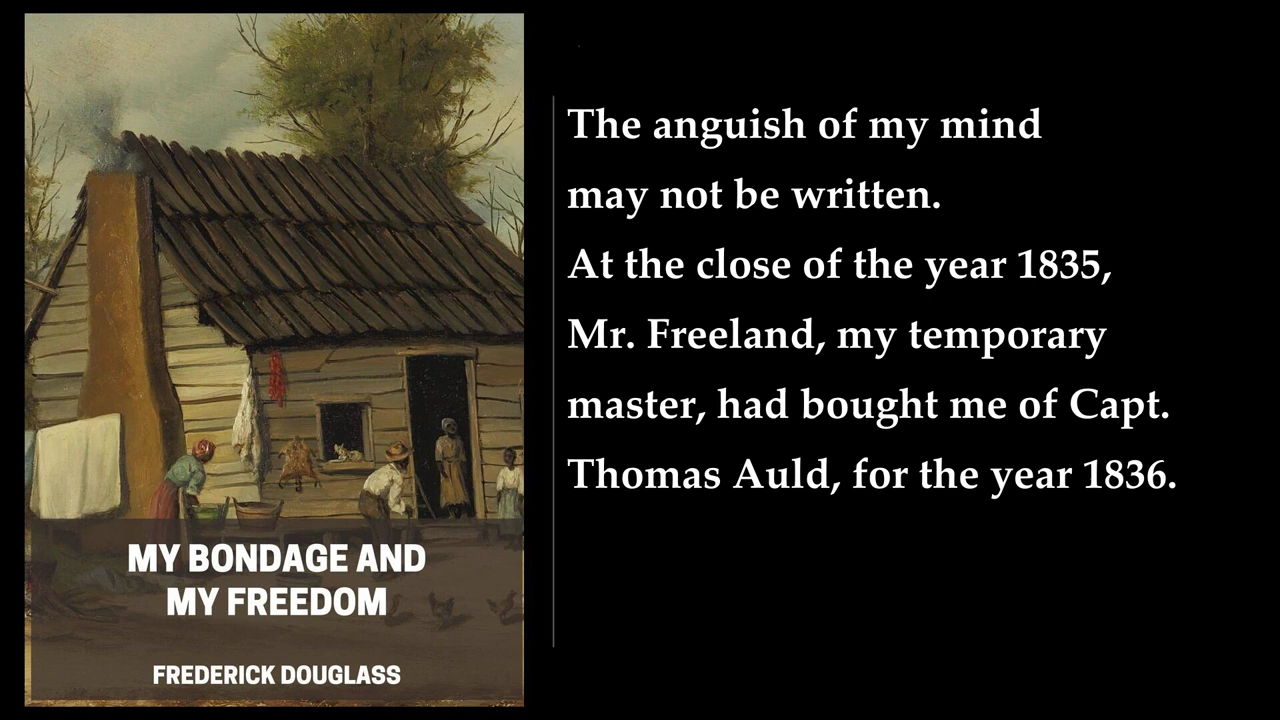 MY BONDAGE AND
MY FREEDOM
FREDERICK DOUGLASS
The anguish of my mind
may not be written.
At the close of the year 1835,
Mr. Freeland, my temporary
master, had bought me of Capt.
Thomas Auld, for the year 1836.